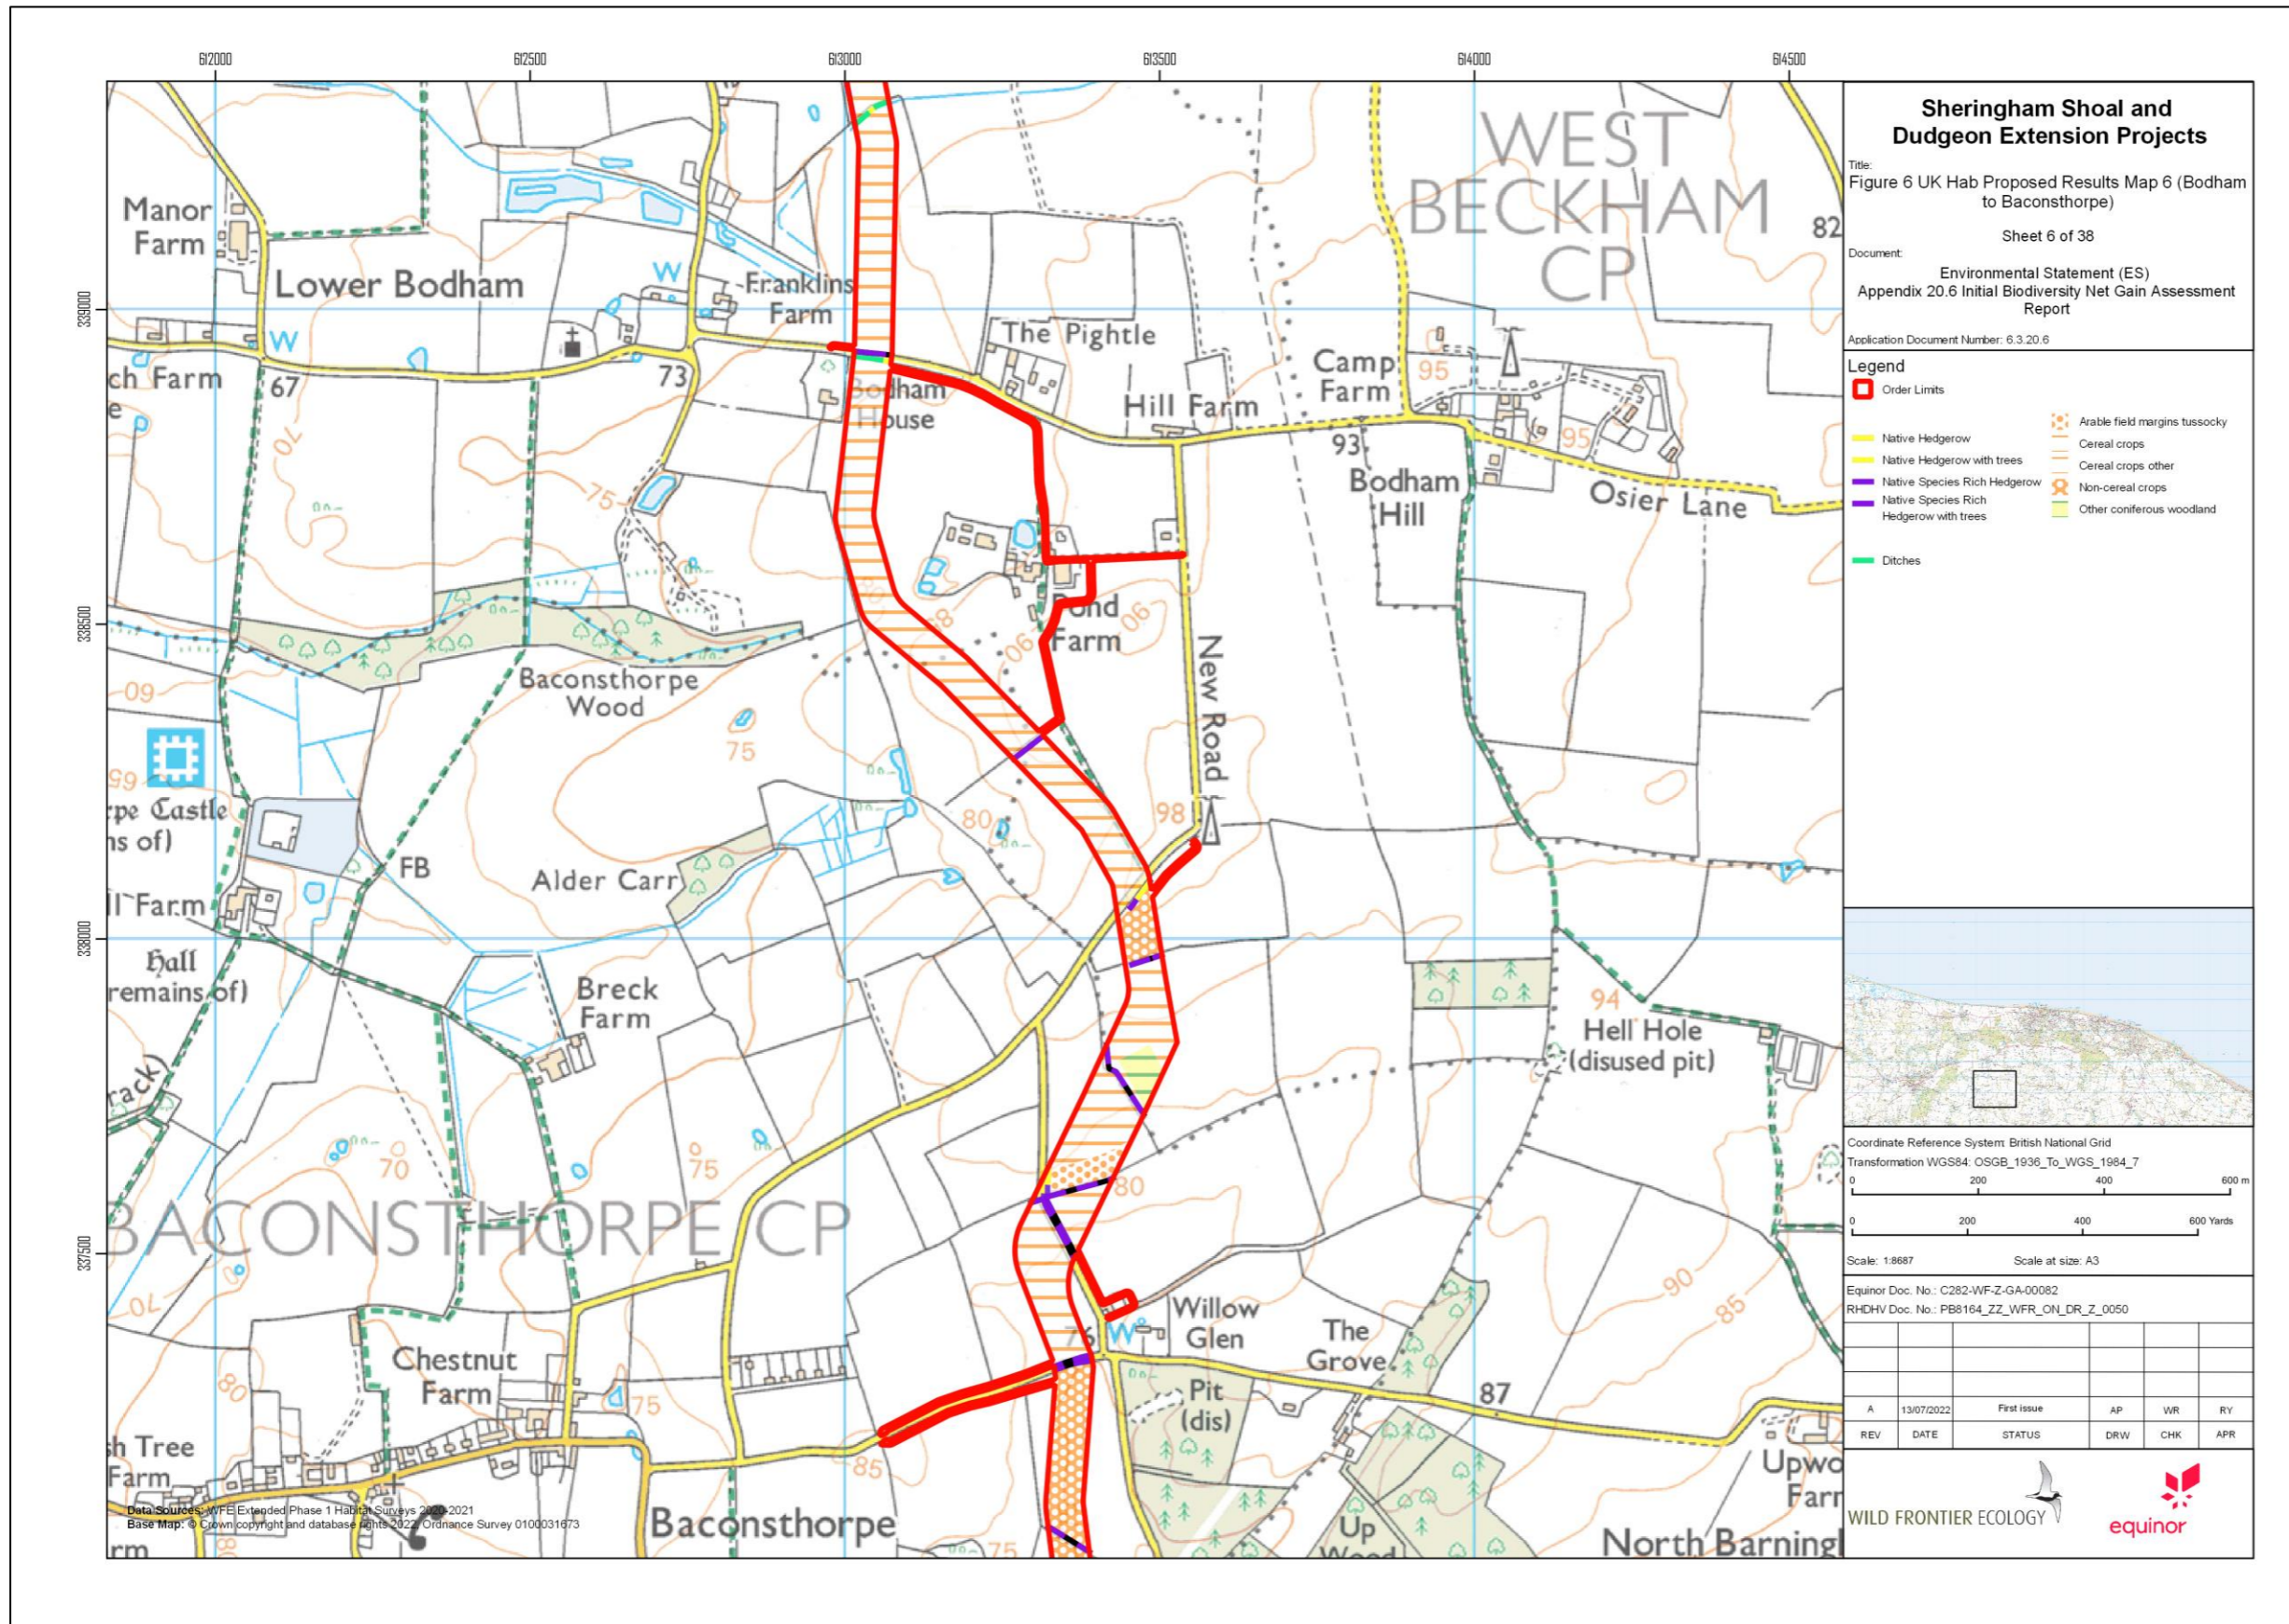 612000
612500
613000
613500
614000
614500
339000
338500
338000
337500
WEST
BECKHAM
CP
82
Manor
Farm
Lower Bodham
W
Franklins
Farm
The Pightle
W
ch Farm
e
67
73
Bodham
House
Hill Farm
Camp
Farm
95
93
95
Bodham
Hill
Osier Lane
70
75
Pond
Farm
90
90
New Road
Baconsthorpe
Wood
60
75
65
rpe Castle
ns of)
80
98
FB
Alder Carr
ll Farm
Hall
remains of)
Breck
Farm
94
Hell Hole
(disused pit)
rack)
70
75
80
BACONSTHORPE CP
70
90
85
Willow
Glen
76
W
The
Grove
Chestnut
Farm
80
75
Pit
(dis)
87
sh Tree
Farm
85
Upwo
Farr
Baconsthorpe
75
Up
Wood
North Barningl
rm
80
Data Sources: WFE Extended Phase 1 Habitat Surveys 2020-2021
Base Map: © Crown copyright and database rights 2022, Ordnance Survey 0100031673
Sheringham Shoal and
Dudgeon Extension Projects
Title:
Figure 6 UK Hab Proposed Results Map 6 (Bodham
to Baconsthorpe)
Sheet 6 of 38
Document:
Environmental Statement (ES)
Appendix 20.6 Initial Biodiversity Net Gain Assessment
Report
Application Document Number: 6.3.20.6
Legend
Order Limits
Native Hedgerow
Native Hedgerow with trees
Native Species Rich Hedgerow
Native Species Rich
Hedgerow with trees
Ditches
Arable field margins tussocky
Cereal crops
Cereal crops other
Non-cereal crops
Other coniferous woodland
Coordinate Reference System: British National Grid
Transformation WGS84: OSGB_1936_To_WGS_1984_7
0 200 400 600 m
0 200 400 600 Yards
Scale: 1:8687 Scale at size: A3
Equinor Doc. No.: C282-WF-Z-GA-00082
RHDHV Doc. No.: PB8164_ZZ_WFR_ON_DR_Z_0050
A 13/07/2022 First issue AP WR RY
REV DATE STATUS DRW CHK APR
WILD FRONTIER ECOLOGY
equinor